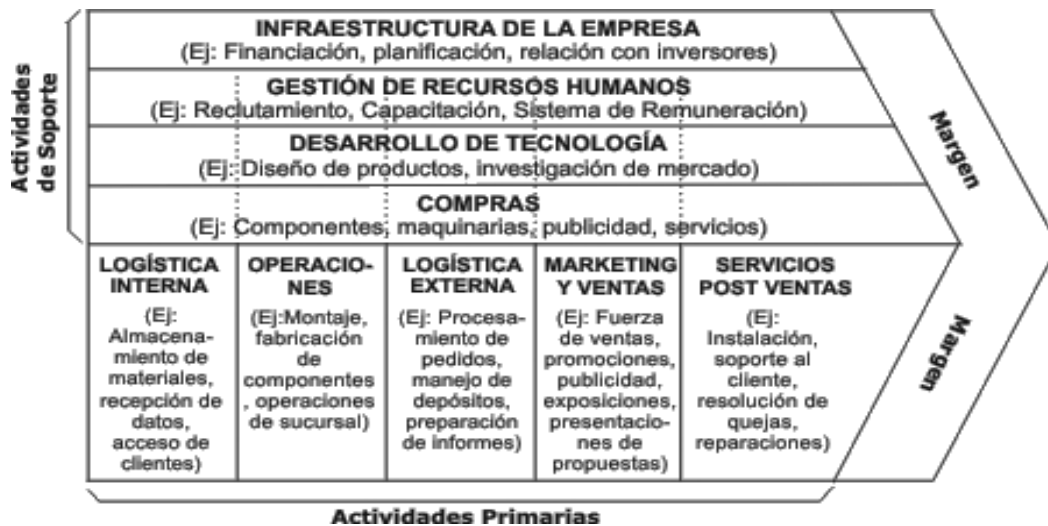 INFRAESTRUCTURA DE LA EMPRESA
(Ej: Financiación, planificación, relación con inversores)
GESTIÓN DE RECURSOS HUMANOS
(Ej: Reclutamiento, Capacitación, Sistema de Remuneración)
DESARROLLO DE TECNOLOGÍA
(Ej: Diseño de productos, investigación de mercado)
COMPRAS
(Ej: Componentes, maquinarias, publicidad, servicios)
Actividades
de Soporte
Margen
LOGÍSTICA
INTERNA
(Ej:
Almacena-
miento de
materiales,
recepción de
datos,
acceso de
clientes)
OPERACIO-
NES
(Ej:Montaje,
fabricación
de
componentes
, operaciones
de sucursal)
LOGÍSTICA
EXTERNA
(Ej: Procesa-
miento de
pedidos,
manejo de
depósitos,
preparación
de informes)
MARKETING
Y VENTAS
(Ej: Fuerza
de ventas,
promociones,
publicidad,
exposiciones,
presentacio-
nes de
propuestas)
SERVICIOS
POST VENTAS
(Ej:
Instalación,
soporte al
cliente,
resolución de
quejas,
reparaciones)
Margen
Actividades Primarias